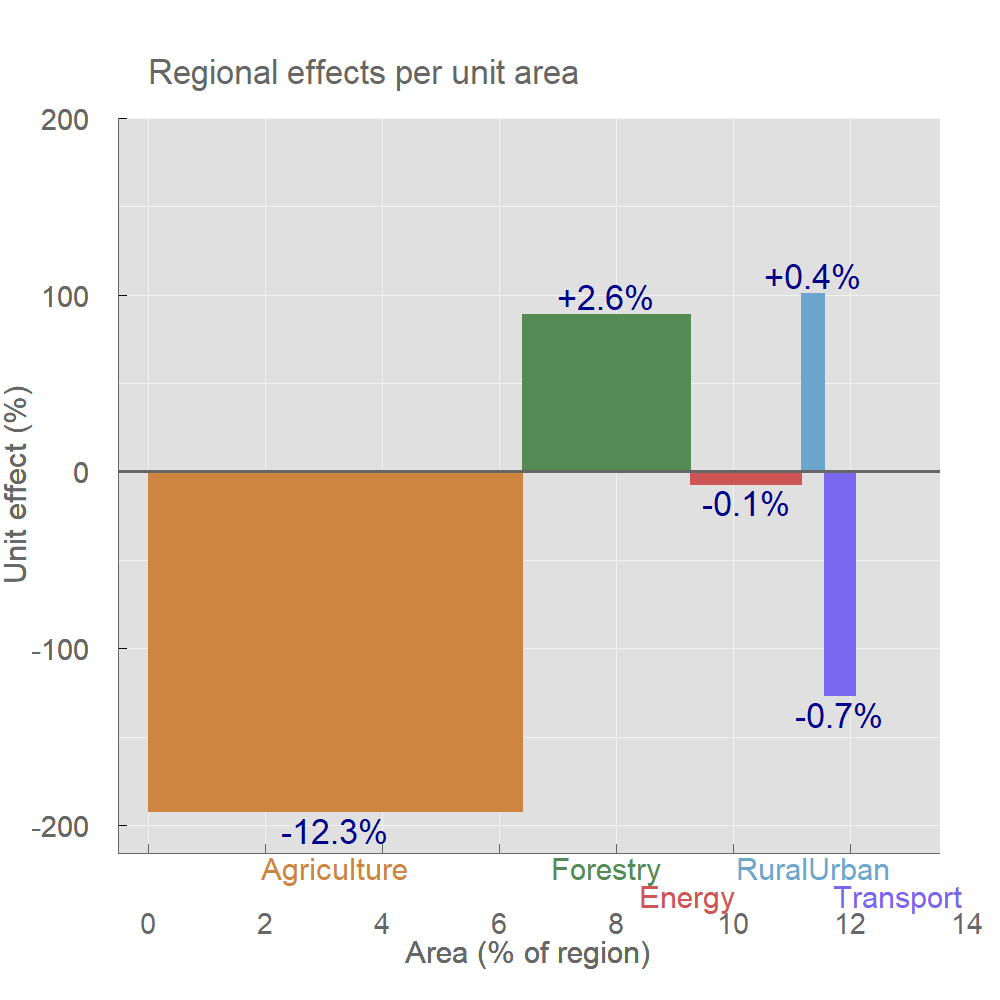 Regional effects per unit area
200
100
0
-100
-200
Unit effect (%)
+0.4%
+2.6%
-0.1%
-0.7%
-12.3%
Agriculture Forestry RuralUrban
Energy Transport
0 2 4 6 8 10 12 14
Area (% of region)